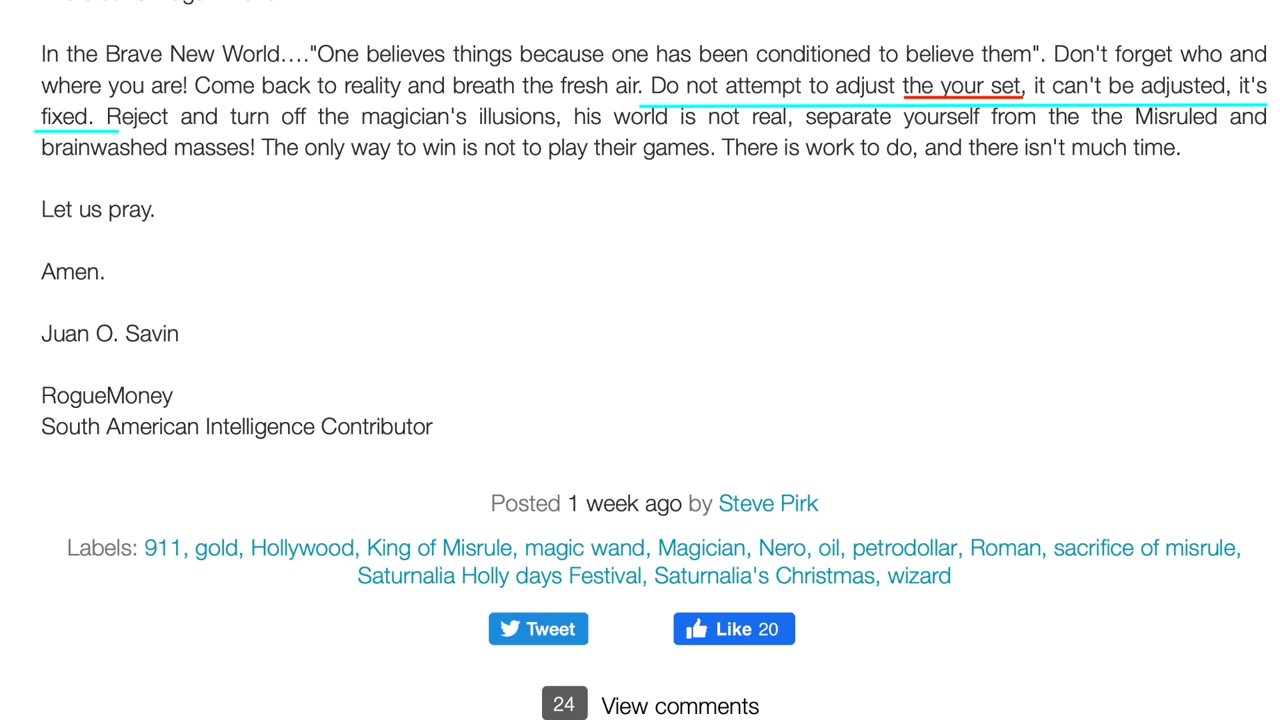 In the Brave New World...."One believes things because one has been conditioned to believe them". Don't forget who and
where you are! Come back to reality and breath the fresh air. Do not attempt to adjust the your set, it can't be adjusted, it's
fixed. Reject and turn off the magician's illusions, his world is not real, separate yourself from the the Misruled and
brainwashed masses! The only way to win is not to play their games. There is work to do, and there isn't much time.
Let us pray.
Amen.
Juan O. Savin
RogueMoney
South American Intelligence Contributor
Posted 1 week ago by Steve Pirk
Labels: 911, gold, Hollywood, King of Misrule, magic wand, Magician, Nero, oil, petrodollar, Roman, sacrifice of misrule,
Saturnalia Holly days Festival, Saturnalia's Christmas, wizard
Tweet Like 20
24 View comments